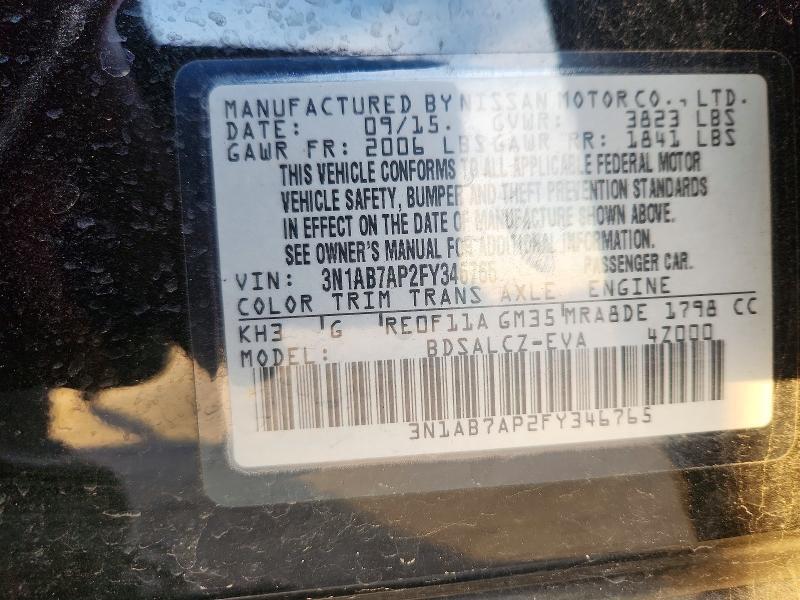 MANUFACTURED BY NISSAN MOTOR CO., LTD.
DATE: 09/15. GVWR: 3823 LBS
GAWR FR: 2006 LBS GAWR RR: 1841 LBS
THIS VEHICLE CONFORMS TO ALL APPLICABLE FEDERAL MOTOR
VEHICLE SAFETY, BUMPER AND THEFT PREVENTION STANDARDS
IN EFFECT ON THE DATE OF MANUFACTURE SHOWN ABOVE.
SEE OWNER'S MANUAL FOR ADDITIONAL INFORMATION.
VIN: 3N1AB7AP2FY346765 PASSENGER CAR.
COLOR TRIM TRANS AXLE ENGINE
KH3 G RE0F11A GM35 MRA8DE 1798 CC
MODEL: BDSALCZ-EVA 4Z000
3N1AB7AP2FY346765